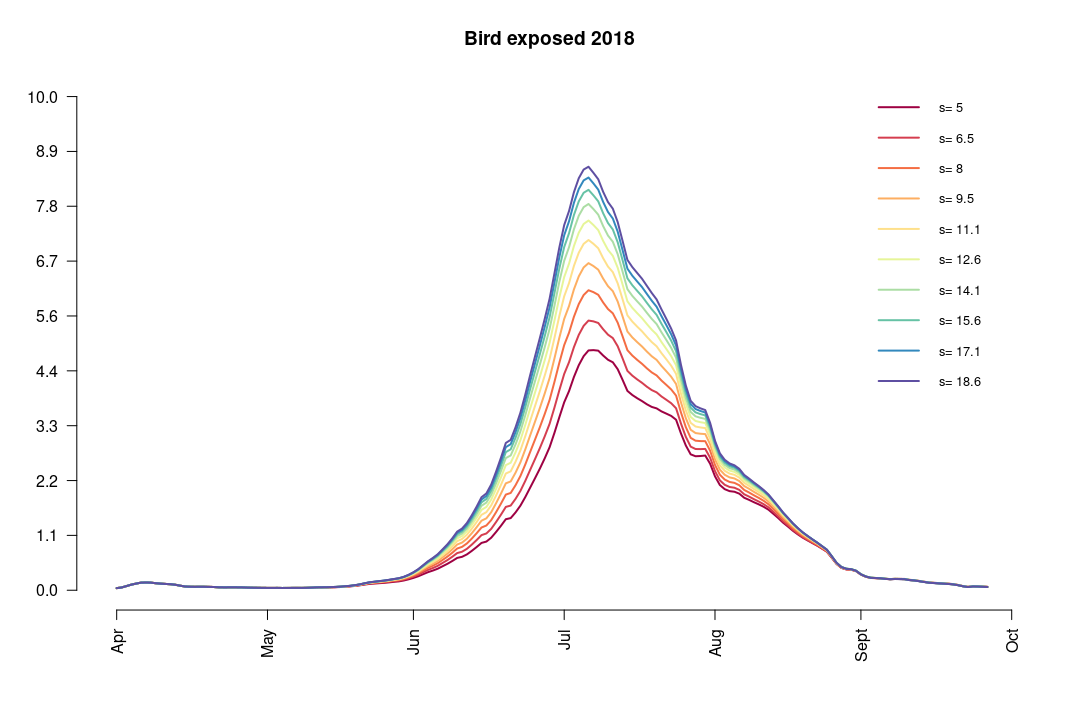 Bird exposed 2018
10.0
8.9
7.8
6.7
5.6
4.4
3.3
2.2
1.1
0.0
s= 5
s= 6.5
s= 8
s= 9.5
s= 11.1
s= 12.6
s= 14.1
s= 15.6
s= 17.1
s= 18.6
Apr
May
Jun
Jul
Aug
Sept
Oct